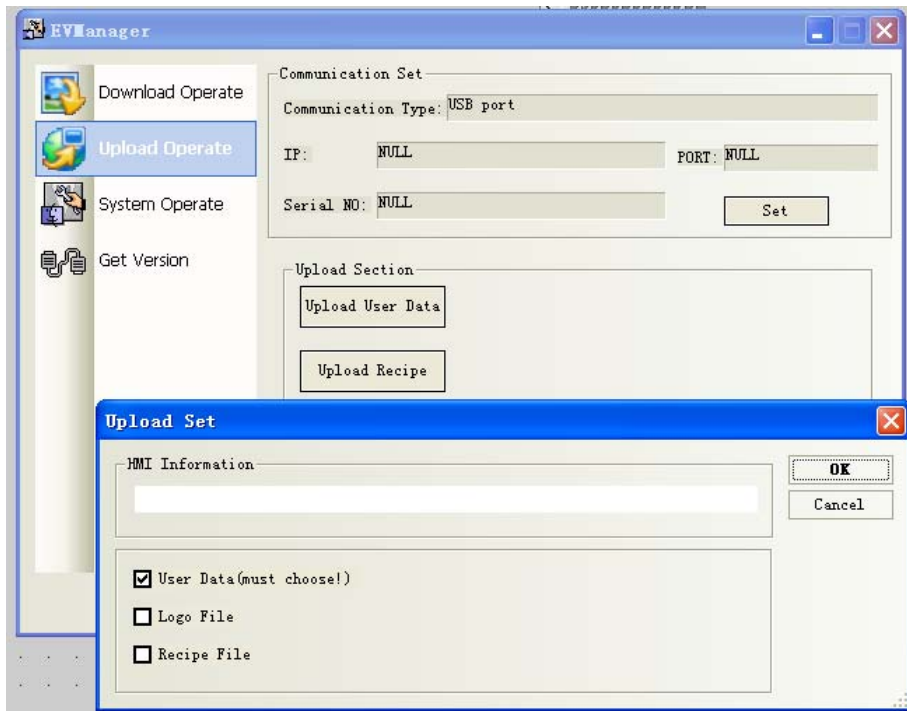 EVManager
Download Operate
Upload Operate
System Operate
Get Version
Communication Set
Communication Type: USB port
IP: NULL PORT: NULL
Serial NO: NULL Set
Upload Section
Upload User Data
Upload Recipe
Upload Set
HMI Information
OK
Cancel
User Data(must choose!)
Logo File
Recipe File